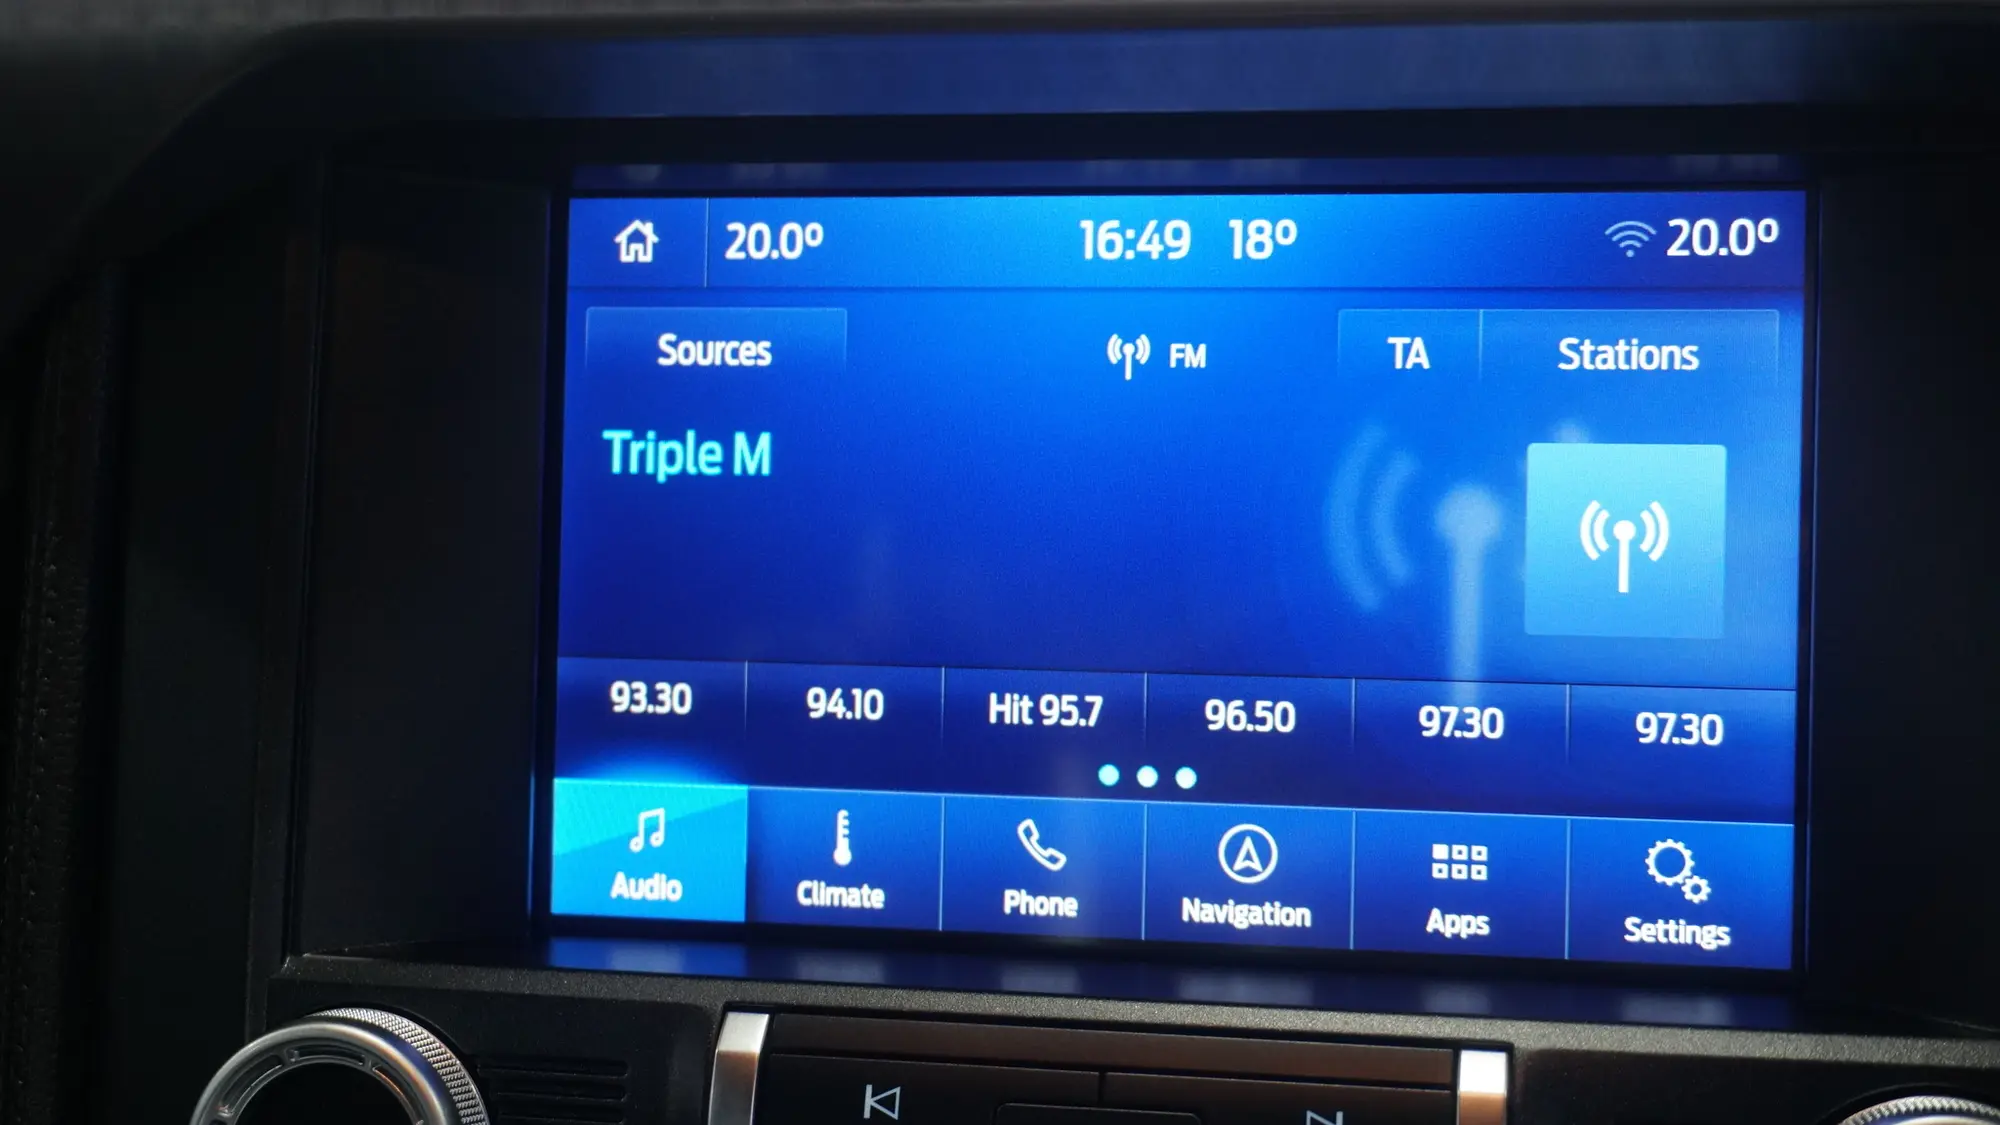 20.0º 16:49 18º 20.0º
Sources FM TA Stations
Triple M
93.30 94.10 Hit 95.7 96.50 97.30 97.30
Audio Climate Phone Navigation Apps Settings